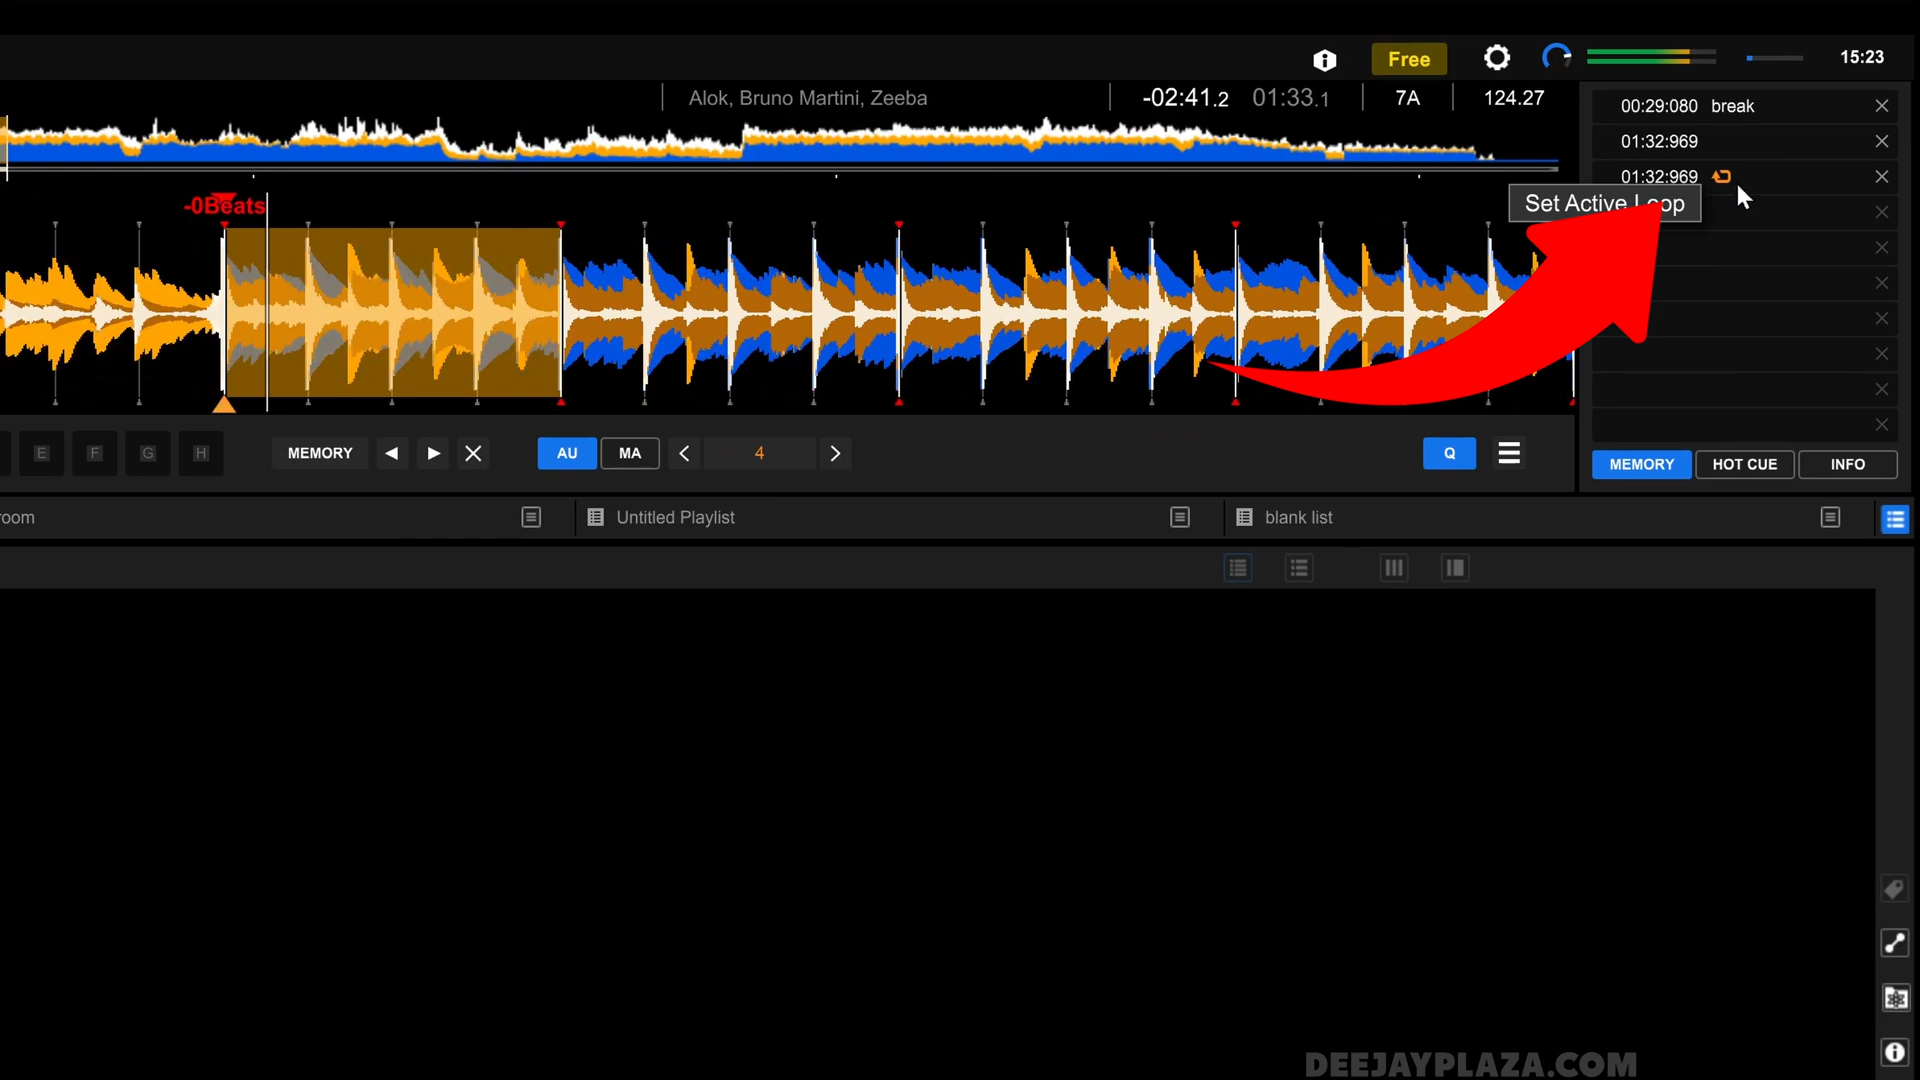 Free
15:23
Alok, Bruno Martini, Zeeba
-02:41.2 01:33.1
7A
124.27
00:29:080 break
01:32:969
01:32:969
Set Active Loop
-0Beats
E F G H
MEMORY
AU MA 4
Q
MEMORY HOT CUE INFO
room
Untitled Playlist
blank list
DEEJAYPLAZA.COM